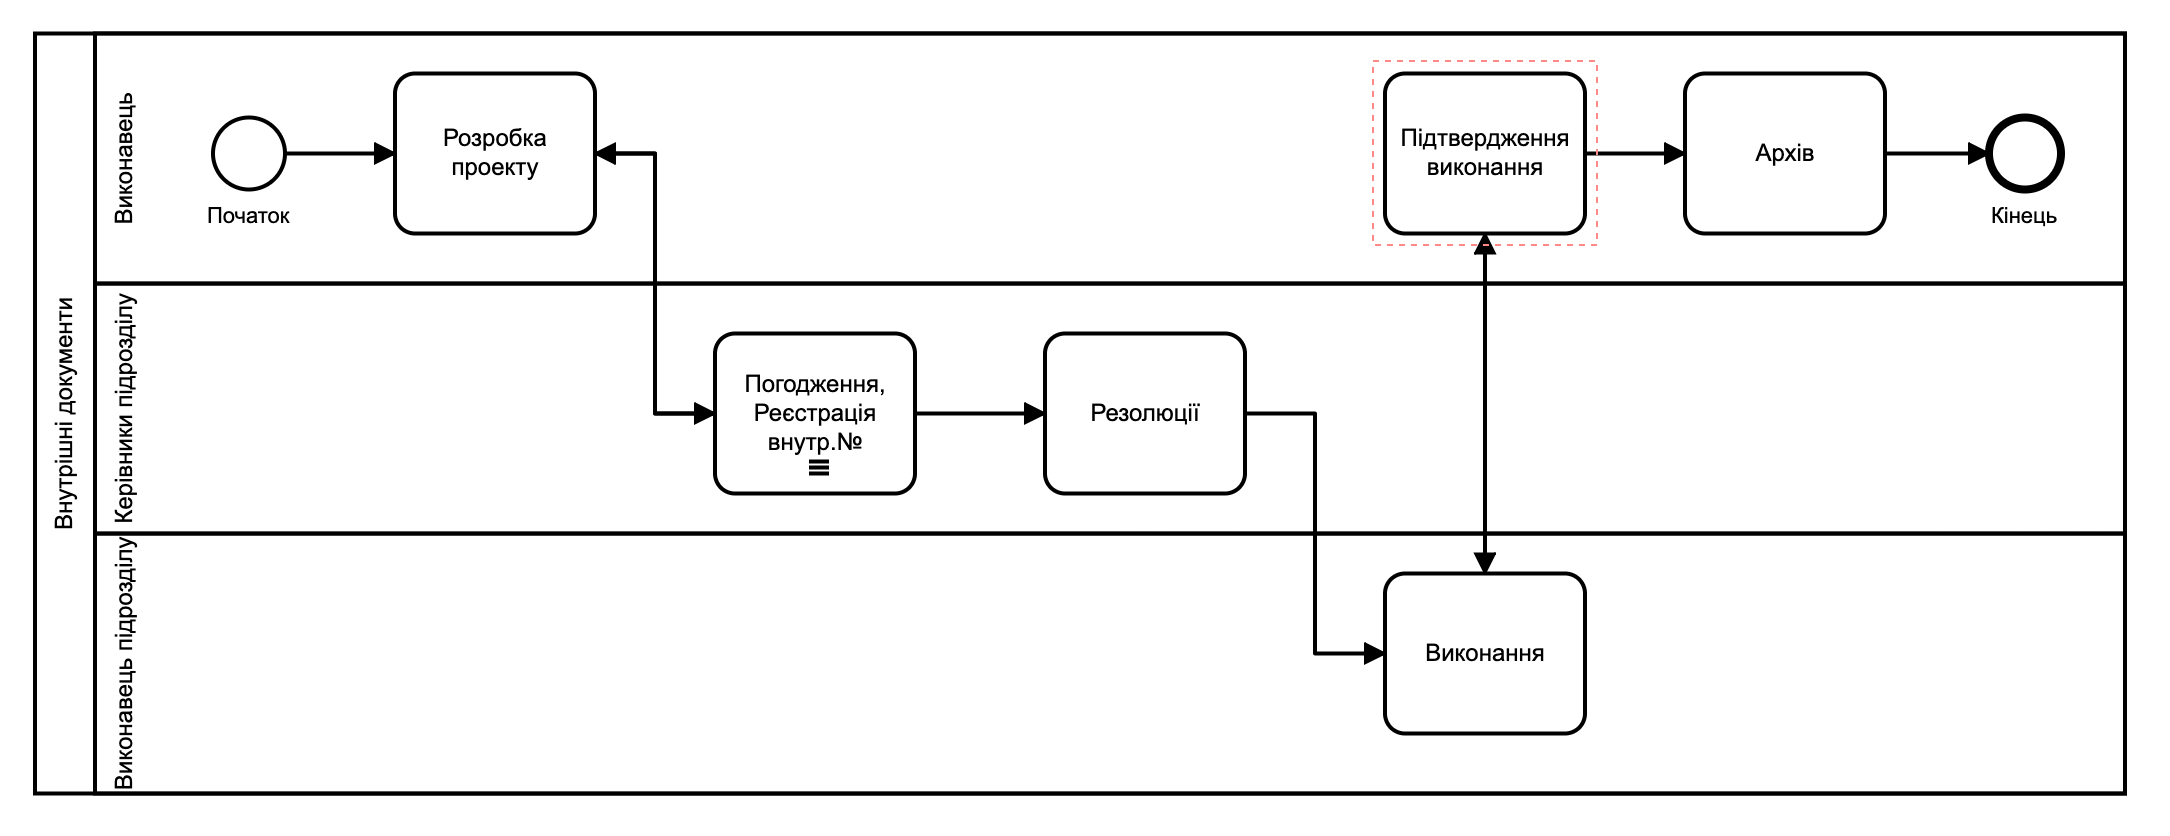 Внутрішні документи
Виконавець
Початок
Розробка
проекту
Підтвердження
виконання
Архів
Кінець
Керівники підрозділу
Погодження,
Реєстрація
внутр.№
Резолюції
Виконавець підрозділу
Виконання